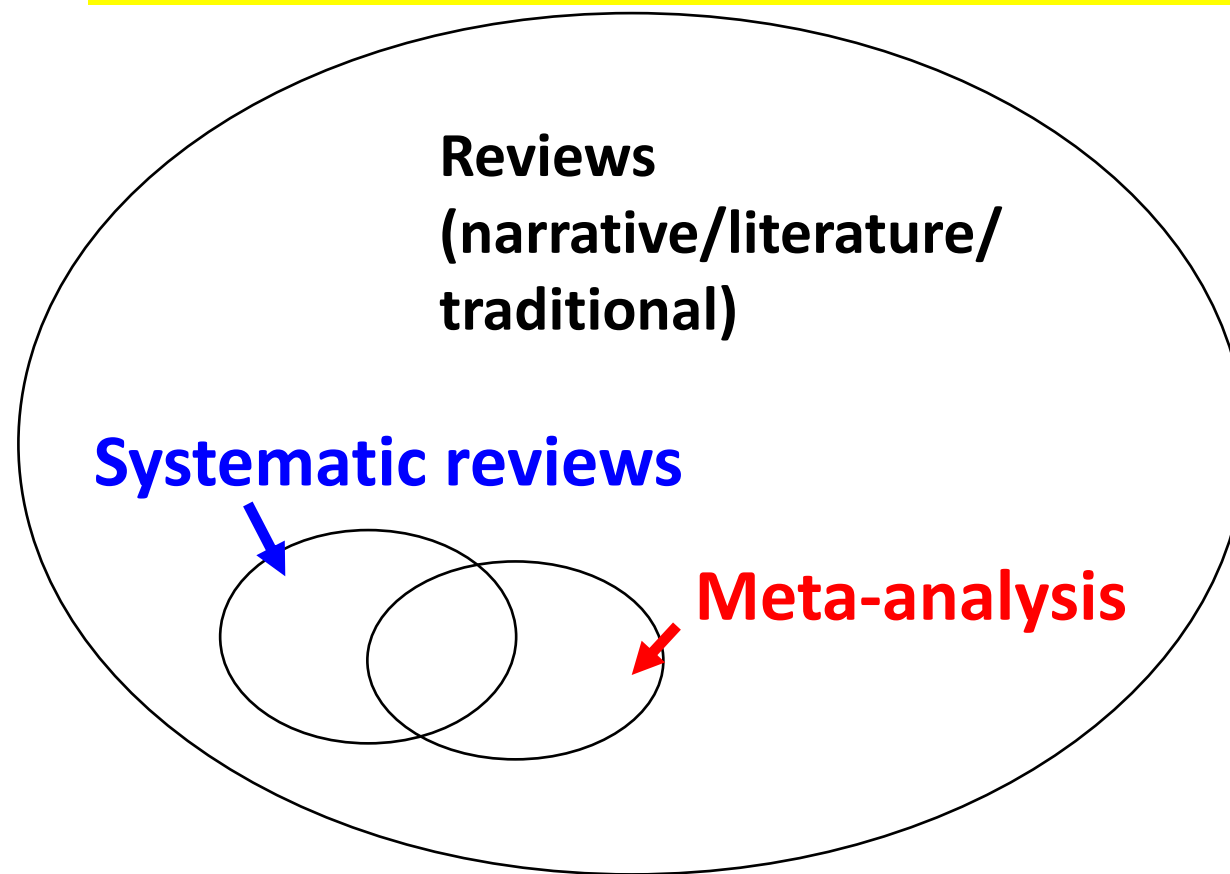 Reviews
(narrative/literature/
traditional)
Systematic reviews
Meta-analysis